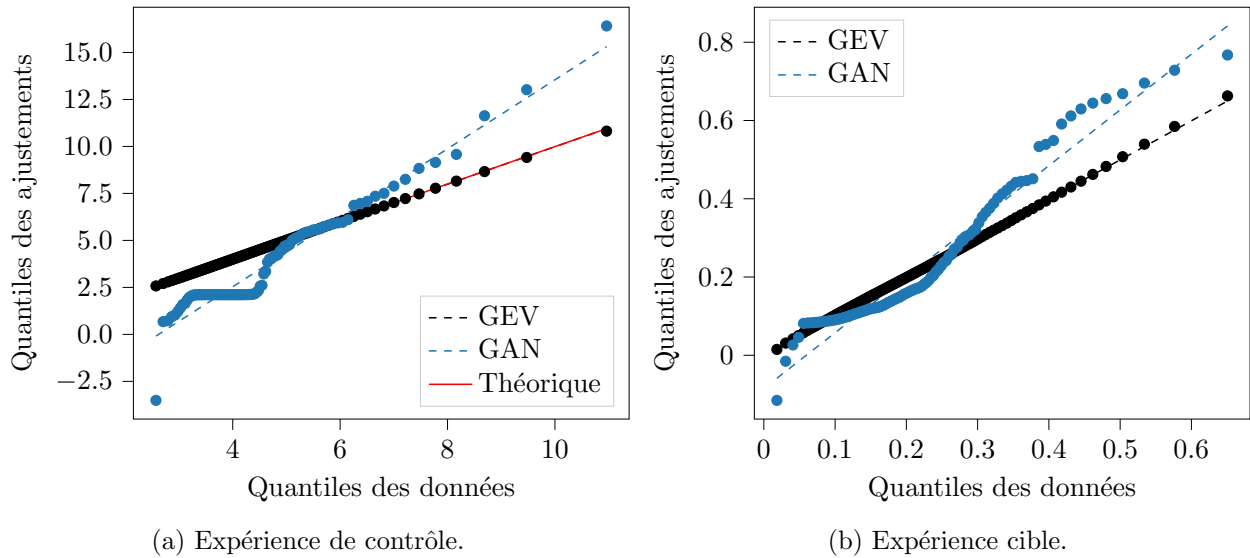 15.0
12.5
10.0
7.5
5.0
2.5
0.0
−2.5
Quantiles des ajustements
GEV
GAN
Théorique
4
6
8
10
Quantiles des données
(a) Expérience de contrôle.
0.8
0.6
0.4
0.2
0
Quantiles des ajustements
GEV
GAN
0
0.1
0.2
0.3
0.4
0.5
0.6
Quantiles des données
(b) Expérience cible.